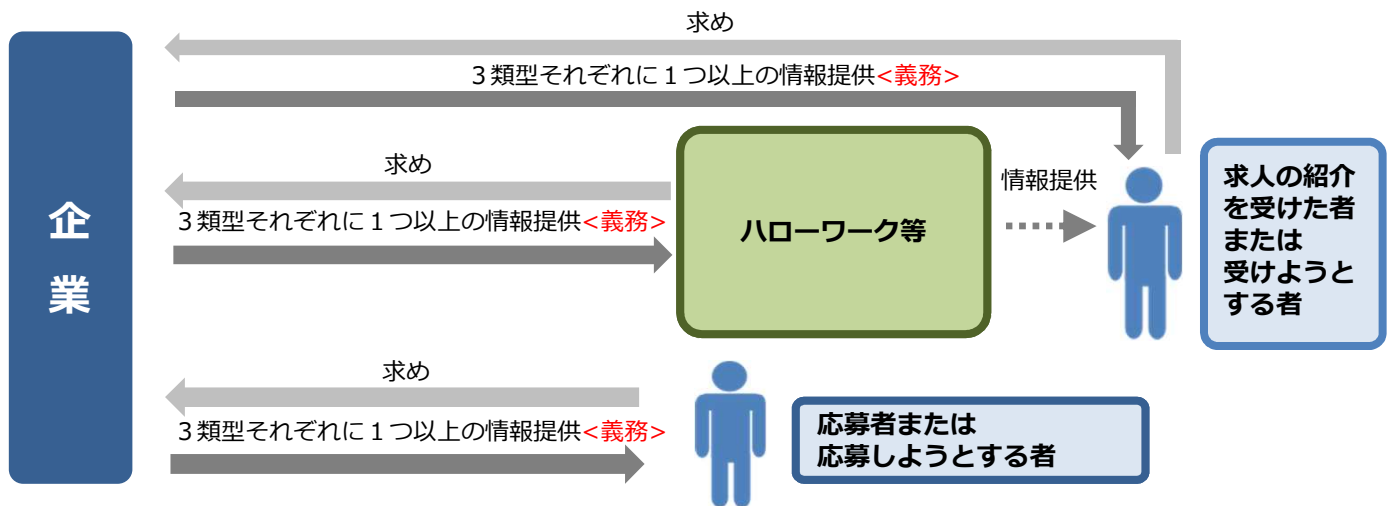 求め
３類型それぞれに１つ以上の情報提供<義務>
企
業
求め
３類型それぞれに１つ以上の情報提供<義務>
ハローワーク等
情報提供
求人の紹介
を受けた者
または
受けようと
する者
求め
３類型それぞれに１つ以上の情報提供<義務>
応募者または
応募しようとする者